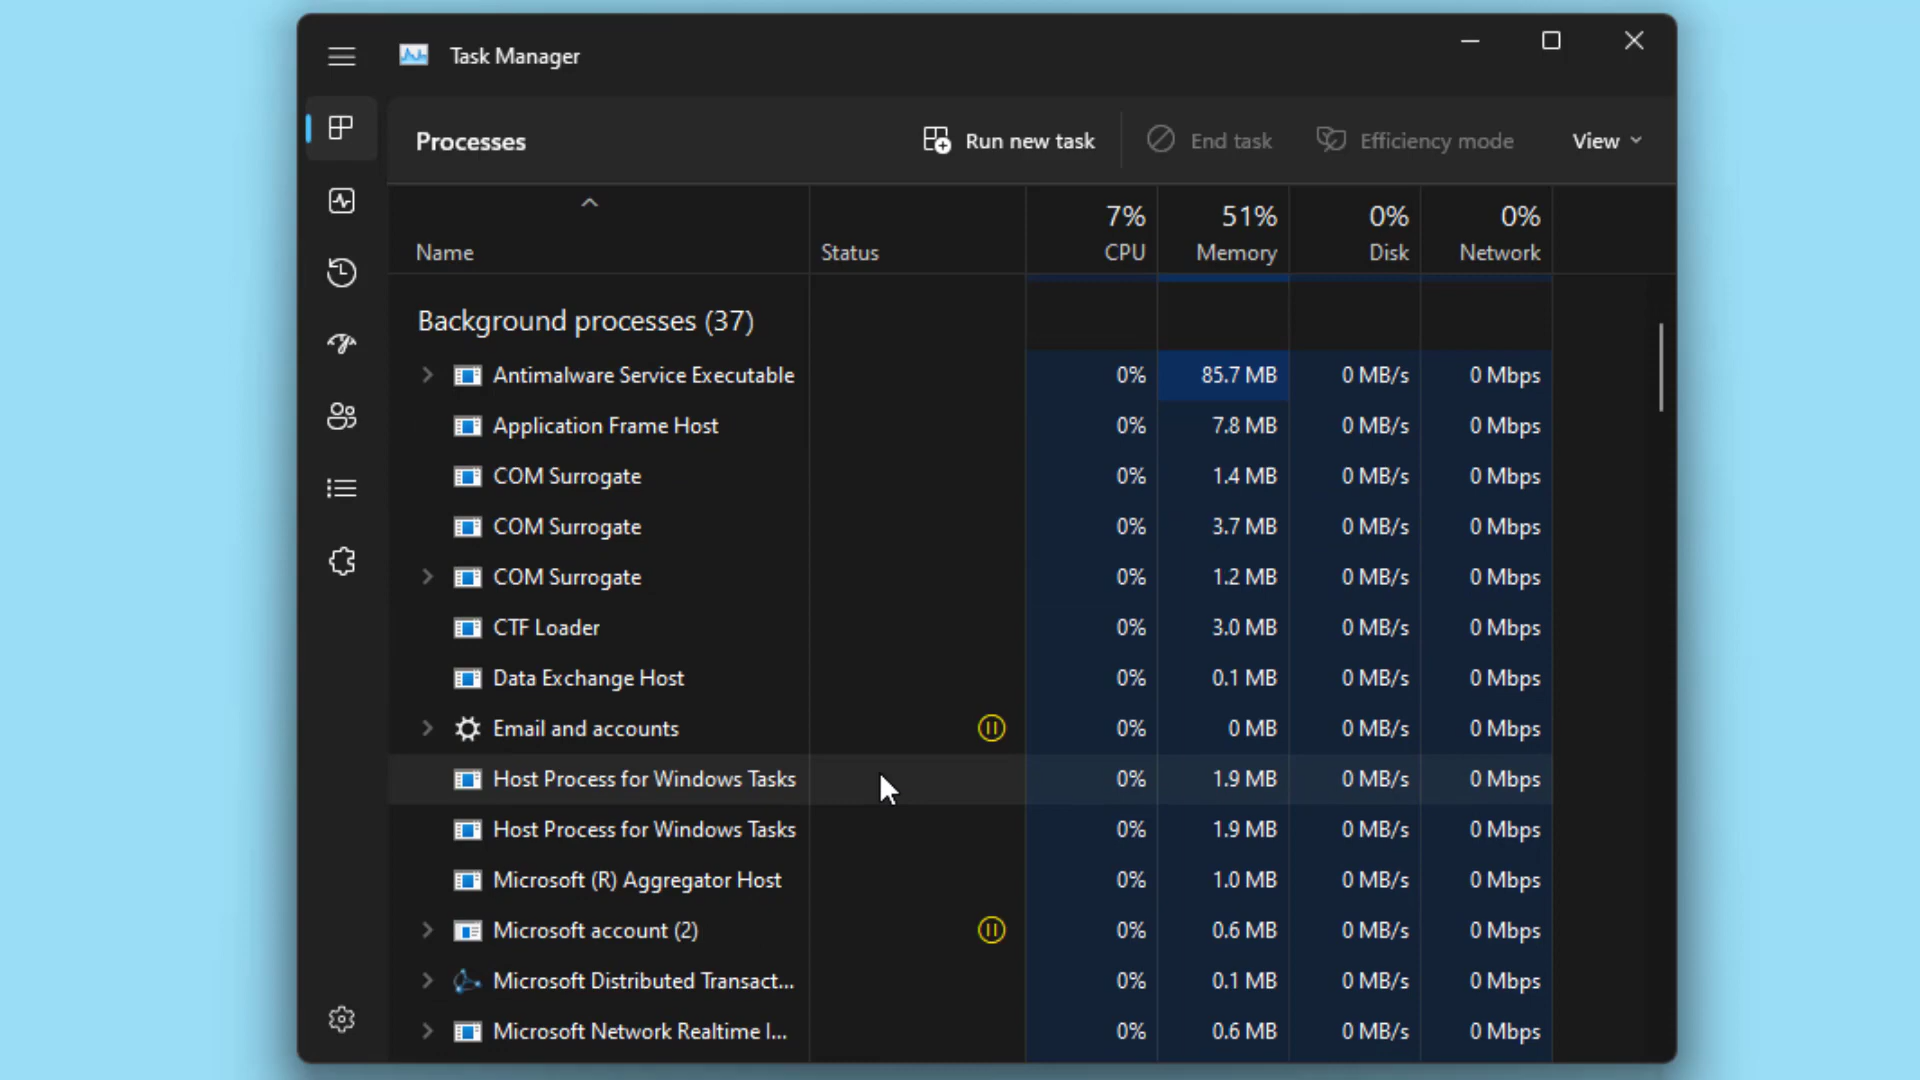 Task Manager
Processes
Run new task
End task
Efficiency mode
View
7% 51% 0% 0%
Name Status CPU Memory Disk Network
Background processes (37)
Antimalware Service Executable 0% 85.7 MB 0 MB/s 0 Mbps
Application Frame Host 0% 7.8 MB 0 MB/s 0 Mbps
COM Surrogate 0% 1.4 MB 0 MB/s 0 Mbps
COM Surrogate 0% 3.7 MB 0 MB/s 0 Mbps
COM Surrogate 0% 1.2 MB 0 MB/s 0 Mbps
CTF Loader 0% 3.0 MB 0 MB/s 0 Mbps
Data Exchange Host 0% 0.1 MB 0 MB/s 0 Mbps
Email and accounts 0% 0 MB 0 MB/s 0 Mbps
Host Process for Windows Tasks 0% 1.9 MB 0 MB/s 0 Mbps
Host Process for Windows Tasks 0% 1.9 MB 0 MB/s 0 Mbps
Microsoft (R) Aggregator Host 0% 1.0 MB 0 MB/s 0 Mbps
Microsoft account (2) 0% 0.6 MB 0 MB/s 0 Mbps
Microsoft Distributed Transact... 0% 0.1 MB 0 MB/s 0 Mbps
Microsoft Network Realtime I... 0% 0.6 MB 0 MB/s 0 Mbps